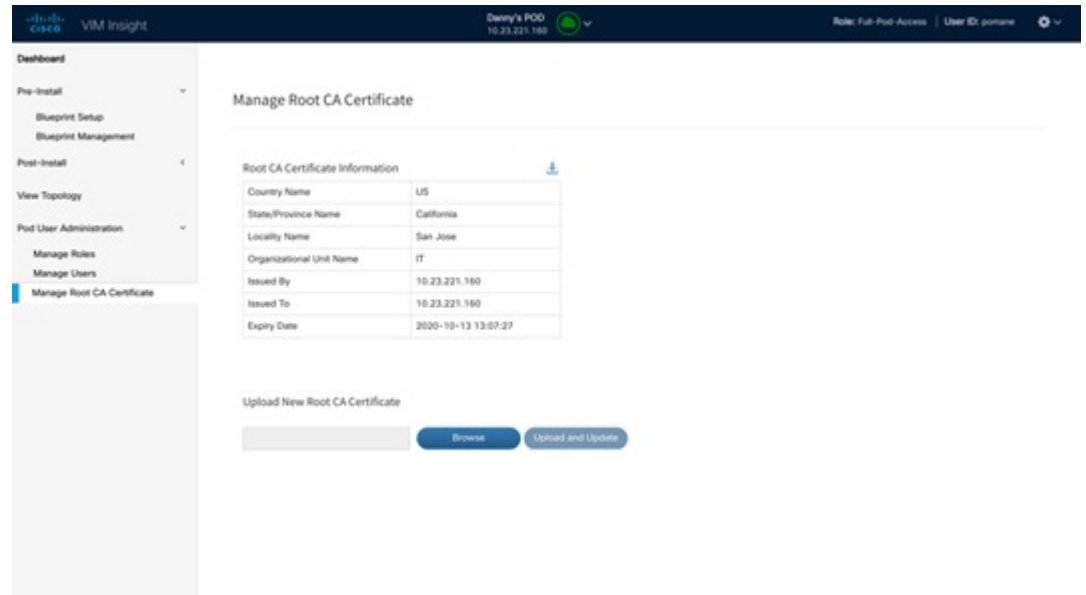 CISCO VIM Insight
Danny's POD
10.23.221.160
Role: Full-Pod-Access | User ID: pomane
Dashboard
Pre-Install
Blueprint Setup
Blueprint Management
Post-Install
View Topology
Pod User Administration
Manage Roles
Manage Users
Manage Root CA Certificate
Manage Root CA Certificate
Root CA Certificate Information
Country Name US
State/Province Name California
Locality Name San Jose
Organizational Unit Name IT
Issued By 10.23.221.160
Issued To 10.23.221.160
Expiry Date 2020-10-13 13:07:27
Upload New Root CA Certificate
Browse Upload and Update